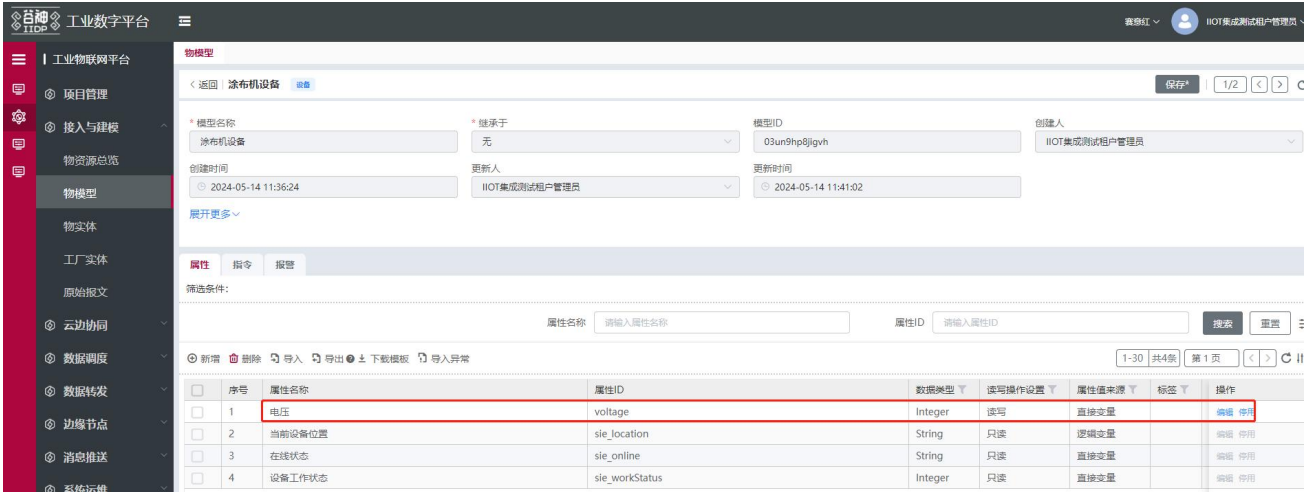 谷神 IIDP 工业数字平台 赛意红 IIOT集成测试租户管理员
工业物联网平台
项目管理
接入与建模
物资源总览
物模型
物实体
工厂实体
原始报文
云边协同
数据调度
数据转发
边缘节点
消息推送
系统运维
物模型
返回 涂布机设备 设备 保存* 1/2
* 模型名称 * 继承于 模型ID 创建人
涂布机设备 无 03un9hp8jigvh IIOT集成测试租户管理员
创建时间 更新人 更新时间
2024-05-14 11:36:24 IIOT集成测试租户管理员 2024-05-14 11:41:02
展开更多
属性 指令 报警
筛选条件:
属性名称 请输入属性名称 属性ID 请输入属性ID 搜索 重置
新增 删除 导入 导出 下载模板 导入异常 1-30 共4条 第1页
序号 属性名称 属性ID 数据类型 读写操作设置 属性值来源 标签 操作
1 电压 voltage Integer 读写 直接变量 编辑 停用
2 当前设备位置 sie_location String 只读 逻辑变量 编辑 停用
3 在线状态 sie_online String 只读 直接变量 编辑 停用
4 设备工作状态 sie_workStatus Integer 只读 直接变量 编辑 停用